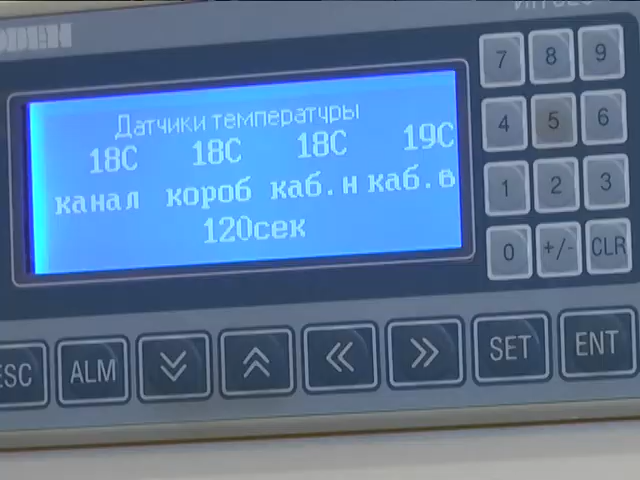 ОВЕН
7 8 9
Датчики температуры
18C 18C 18C 19C
4 5 6
канал короб каб.н каб.в
1 2 3
120сек
0 +/- CLR
ESC ALM SET ENT